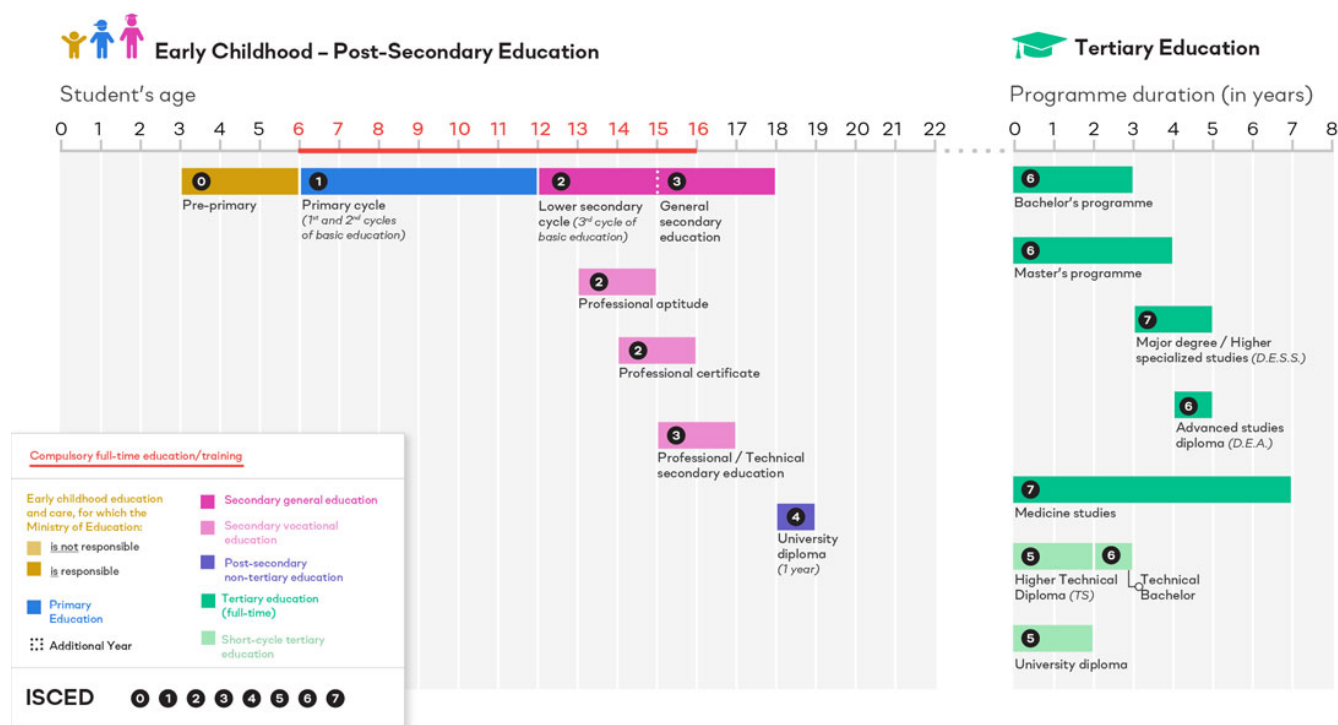 Early Childhood – Post-Secondary Education
Student's age
0 1 2 3 4 5 6 7 8 9 10 11 12 13 14 15 16 17 18 19 20 21 22
0
Pre-primary
1
Primary cycle
(1st and 2nd cycles
of basic education)
2
Lower secondary
cycle (3rd cycle of
basic education)
3
General
secondary
education
2
Professional aptitude
2
Professional certificate
3
Professional / Technical
secondary education
4
University
diploma
(1 year)
Tertiary Education
Programme duration (in years)
0 1 2 3 4 5 6 7 8
6
Bachelor's programme
6
Master's programme
7
Major degree / Higher
specialized studies (D.E.S.S.)
6
Advanced studies
diploma (D.E.A.)
7
Medicine studies
5
Higher Technical
Diploma (TS)
6
Technical
Bachelor
5
University diploma
Compulsory full-time education/training
Early childhood education
and care, for which the
Ministry of Education:
is not responsible
is responsible
Primary
Education
Additional Year
Secondary general education
Secondary vocational
education
Post-secondary
non-tertiary education
Tertiary education
(full-time)
Short-cycle tertiary
education
ISCED 0 1 2 3 4 5 6 7